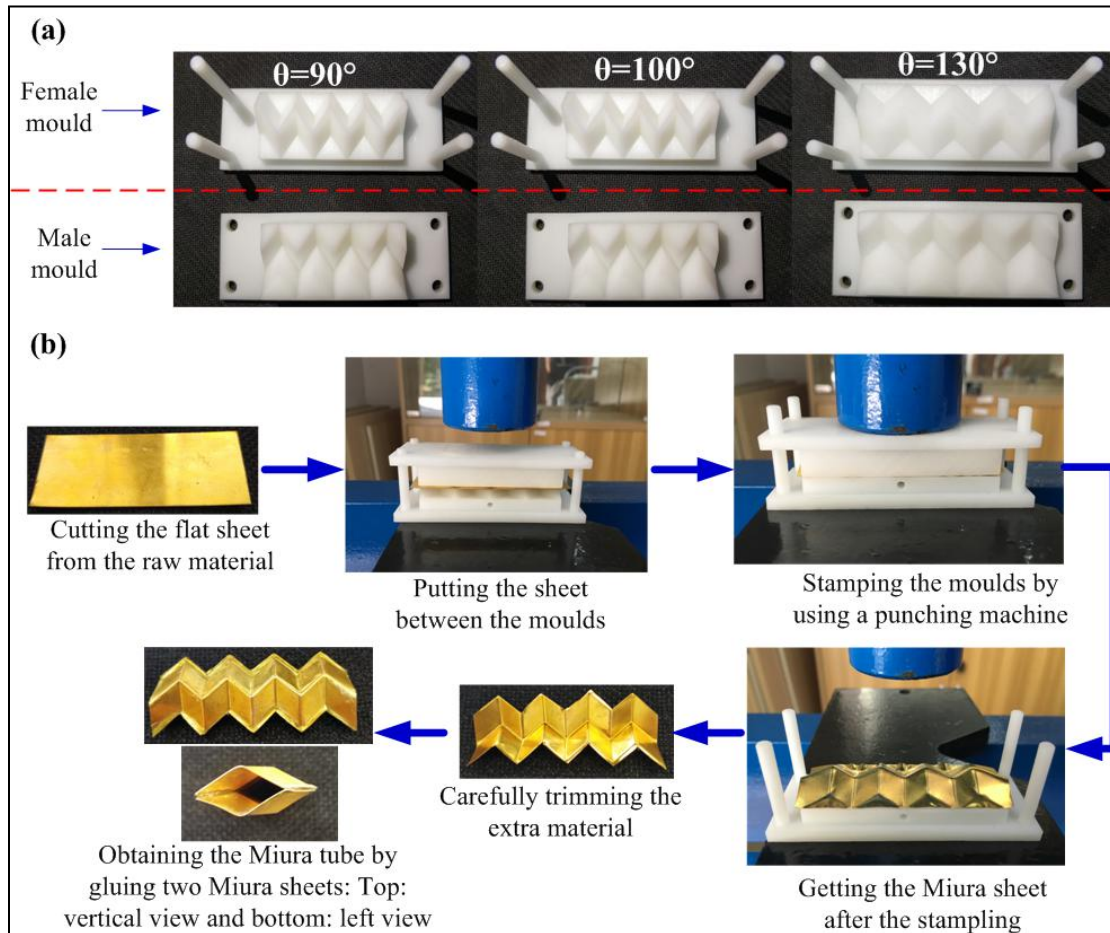 (a)
θ=90°
θ=100°
θ=130°
Female
mould
Male
mould
(b)
Cutting the flat sheet
from the raw material
Putting the sheet
between the moulds
Stamping the moulds by
using a punching machine
Getting the Miura sheet
after the stamping
Carefully trimming the
extra material
Obtaining the Miura tube by
gluing two Miura sheets: Top:
vertical view and bottom: left view